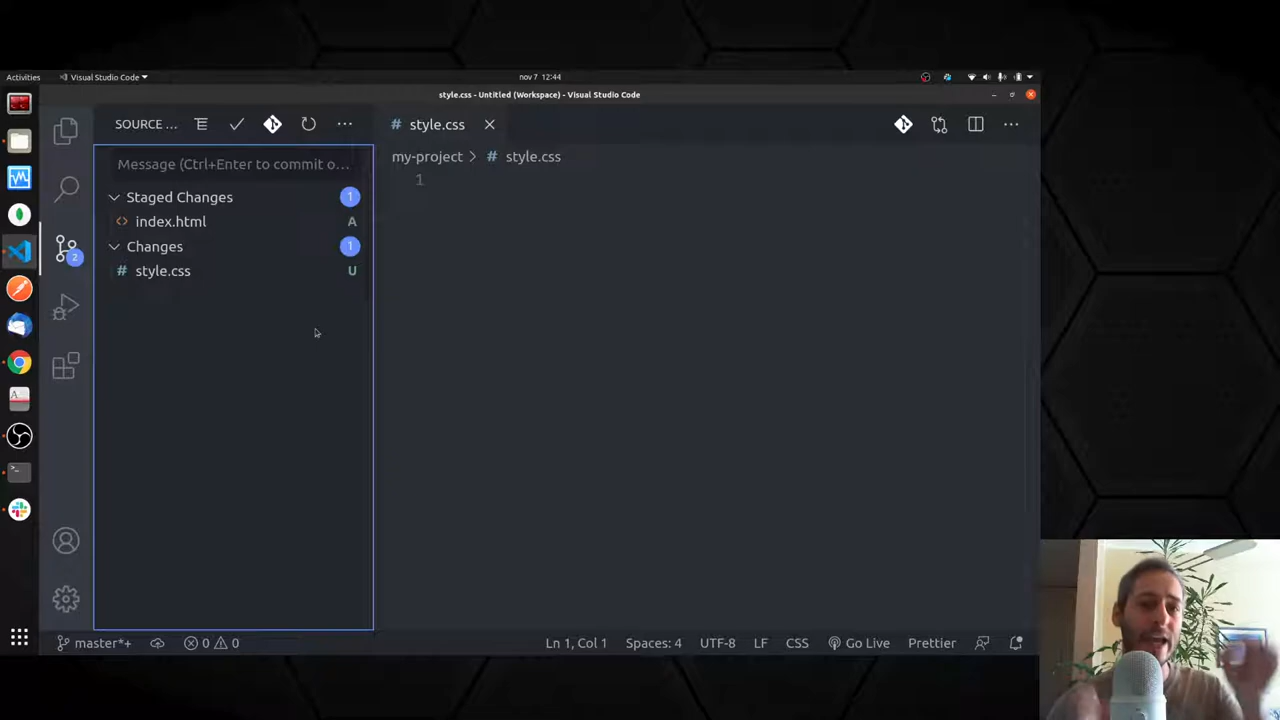 Activities
Visual Studio Code
nov 7 12:44
style.css - Untitled (Workspace) - Visual Studio Code
SOURCE ...
style.css
Message (Ctrl+Enter to commit o...
my-project > # style.css
1
Staged Changes
1
index.html
A
Changes
1
style.css
U
2
master*+
0
0
Ln 1, Col 1
Spaces: 4
UTF-8
LF
CSS
Go Live
Prettier